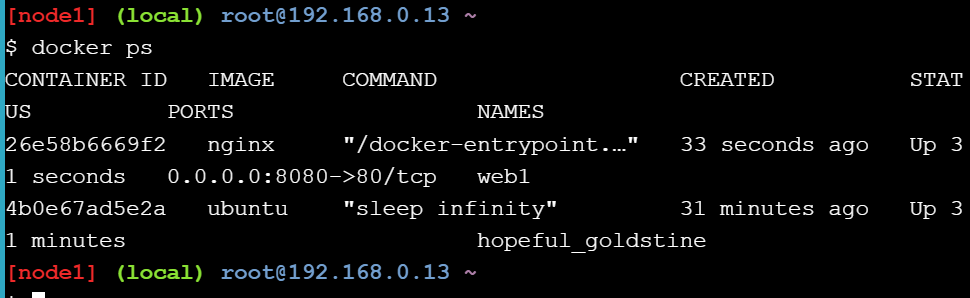 [node1] (local) root@192.168.0.13 ~
$ docker ps
CONTAINER ID   IMAGE     COMMAND                  CREATED          STAT
US          PORTS                  NAMES
26e58b6669f2   nginx     "/docker-entrypoint.…"   33 seconds ago   Up 3
1 seconds   0.0.0.0:8080->80/tcp   web1
4b0e67ad5e2a   ubuntu    "sleep infinity"         31 minutes ago   Up 3
1 minutes                          hopeful_goldstine
[node1] (local) root@192.168.0.13 ~